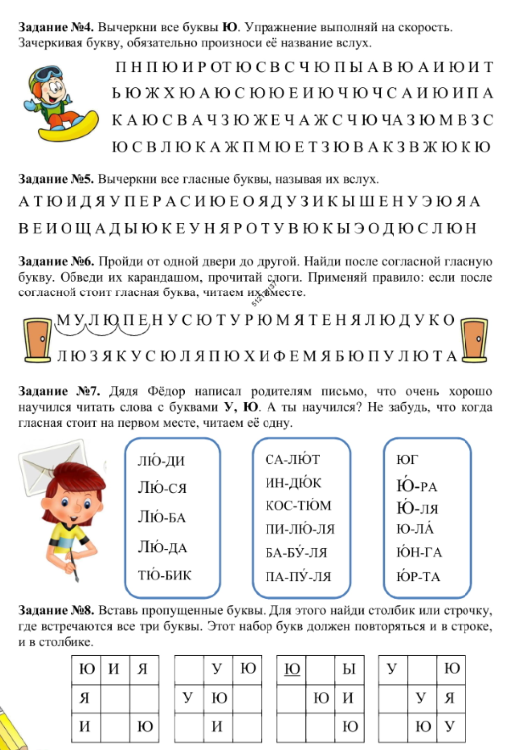 Задание №4. Вычеркни все буквы Ю. Упражнение выполняй на скорость.
Зачеркивая букву, обязательно произноси её название вслух.
П Н П Ю И Р О Т Ю С В С Ч Ю П Ы А В Ю А И Ю И Т
Ь Ю Ж Х Ю А Ю С Ю Ю Е И Ю Ч Ю Ч С А И Ю И П А
К А Ю С В А Ч З Ю Ж Е Ч А Ж С Ч Ю Ч А З Ю М В З С
Ю С В Л Ю К А Ж П М Ю Е Т З Ю В А К З В Ж Ю К Ю
Задание №5. Вычеркни все гласные буквы, называя их вслух.
А Т Ю И Д Я У П Е Р А С И Ю Е О Я Д У З И К Ы Ш Е Н У Э Ю Я А
В Е И О Щ А Д Ы Ю К Е У Н Я Р О Т У В Ю К Ы Э О Д Ю С Л Ю Н
Задание №6. Пройди от одной двери до другой. Найди после согласной гласную
букву. Обведи их карандашом, прочитай слоги. Применяй правило: если после
согласной стоит гласная буква, читаем их вместе.
М У Л Ю П Е Н У С Ю Т У Р Ю М Я Т Е Н Я Л Ю Д У К О
Л Ю З Я К У С Ю Л Я П Ю Х И Ф Е М Я Б Ю П У Л Ю Т А
Задание №7. Дядя Фёдор написал родителям письмо, что очень хорошо
научился читать слова с буквами У, Ю. А ты научился? Не забудь, что когда
гласная стоит на первом месте, читаем её одну.
ЛЮ́-ДИ
ЛЮ́-СЯ
ЛЮ́-БА
ЛЮ́-ДА
ТЮ́-БИК
СА-ЛЮ́Т
ИН-ДЮ́К
КОС-ТЮ́М
ПИ-ЛЮ́-ЛЯ
БА-БУ́-ЛЯ
ПА-ПУ́-ЛЯ
ЮГ
Ю́-РА
Ю́-ЛЯ
Ю-ЛА́
Ю́Н-ГА
Ю́Р-ТА
Задание №8. Вставь пропущенные буквы. Для этого найди столбик или строчку,
где встречаются все три буквы. Этот набор букв должен повторяться и в строке,
и в столбике.
Ю И Я У Ю Ю Ы У Ю
Я У Ю Ю И У Я
И Ю И Ю Ю У